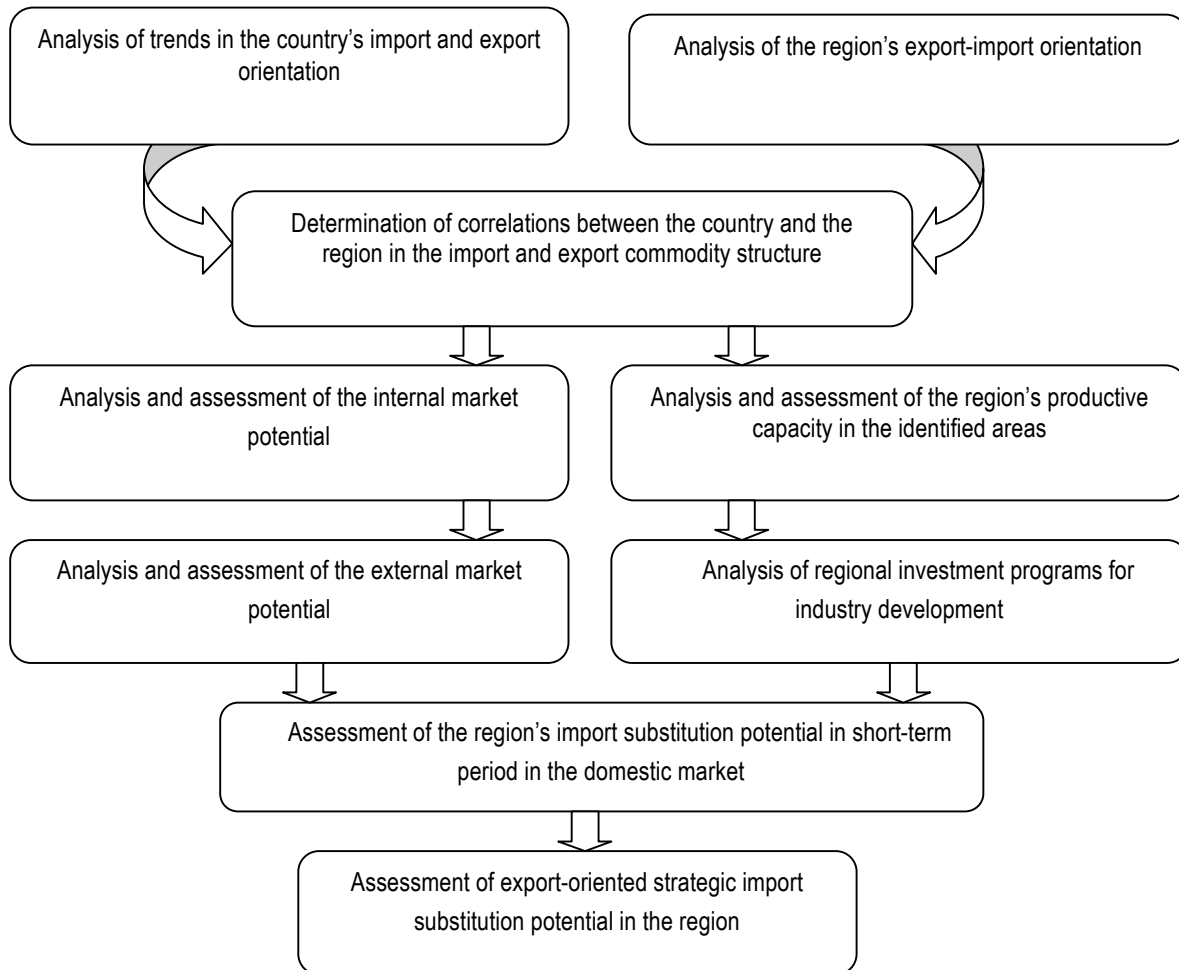 Analysis of trends in the country’s import and export
orientation
Analysis of the region’s export-import orientation
Determination of correlations between the country and the
region in the import and export commodity structure
Analysis and assessment of the internal market
potential
Analysis and assessment of the region’s productive
capacity in the identified areas
Analysis and assessment of the external market
potential
Analysis of regional investment programs for
industry development
Assessment of the region’s import substitution potential in short-term
period in the domestic market
Assessment of export-oriented strategic import
substitution potential in the region